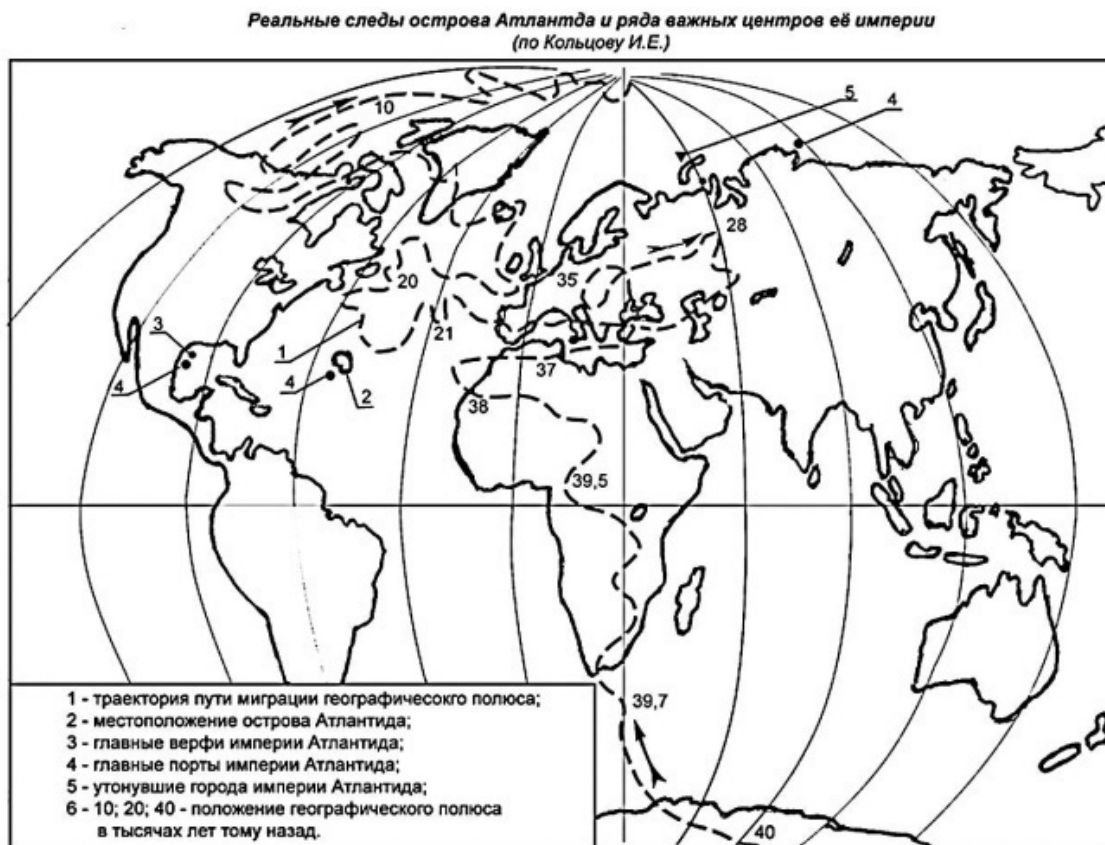 Реальные следы острова Атлантда и ряда важных центров её империи
(по Кольцову И.Е.)
5
4
10
28
20
35
21
3
1
37
4
4
2
38
39,5
1 - траектория пути миграции географичесокго полюса;
2 - местоположение острова Атлантида;
3 - главные верфи империи Атлантида;
39,7
4 - главные порты империи Атлантида;
5 - утонувшие города империи Атлантида;
6 - 10; 20; 40 - положение географического полюса
в тысячах лет тому назад.
40